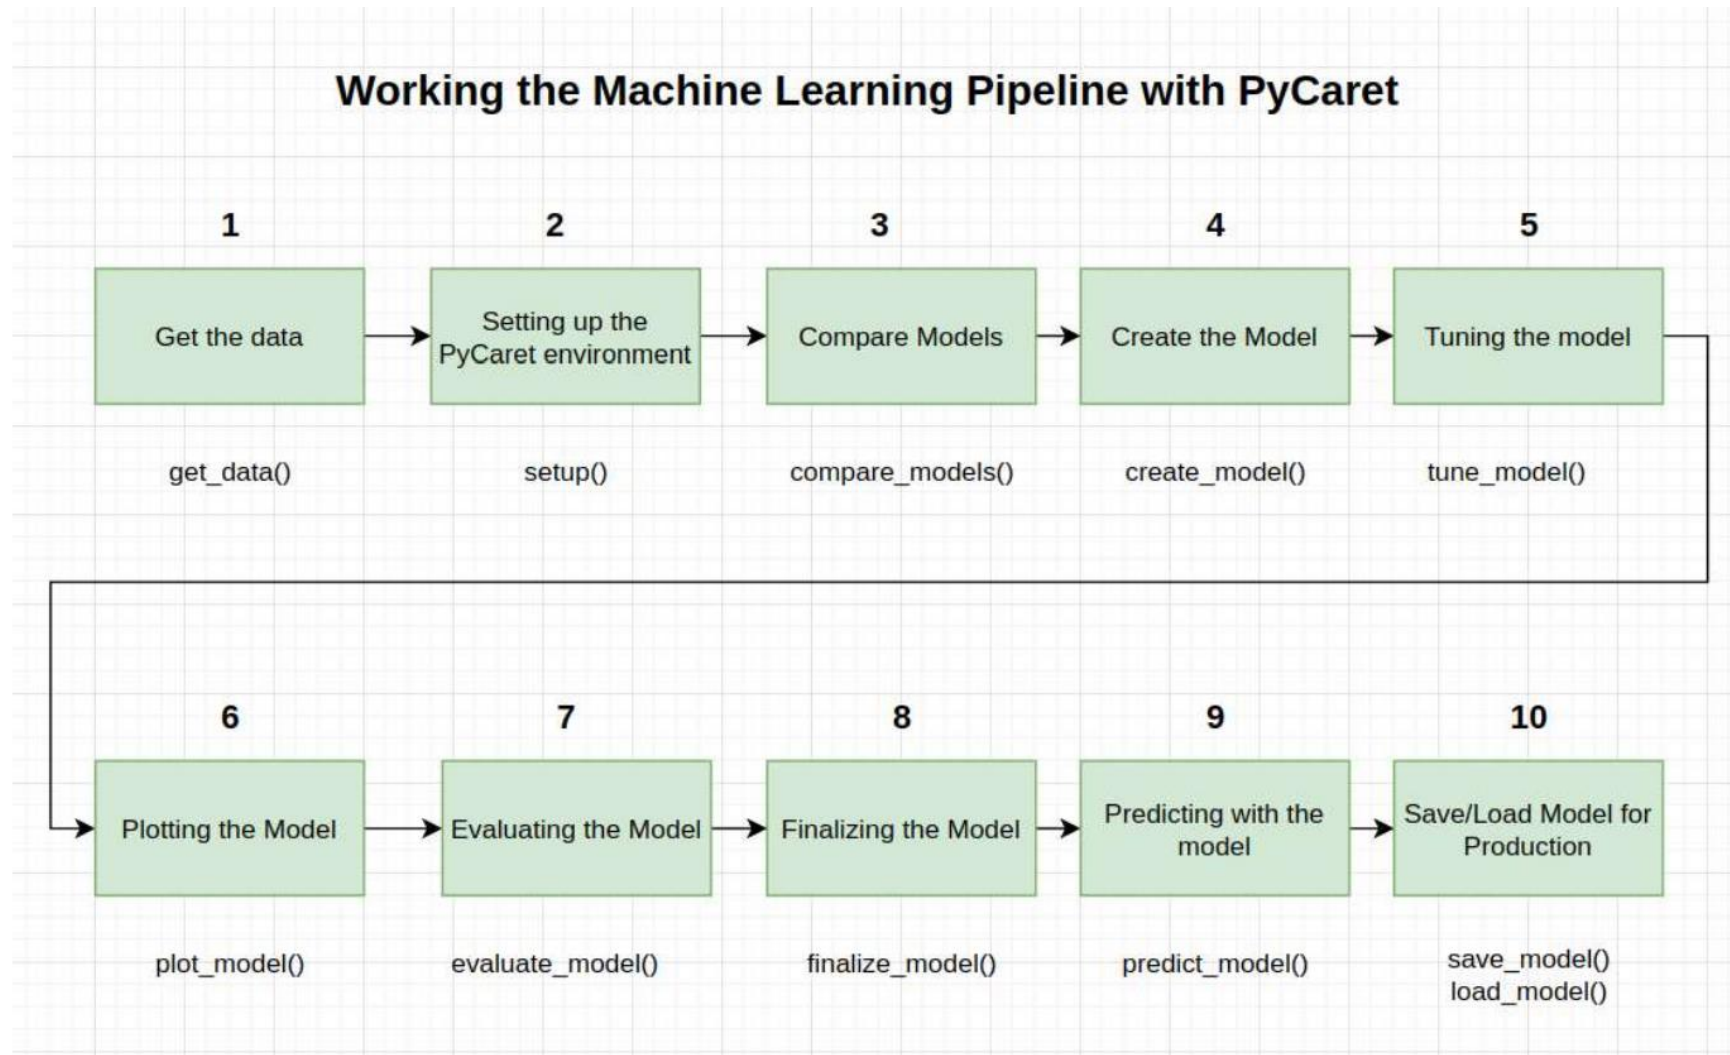 Working the Machine Learning Pipeline with PyCaret
1
2
3
4
5
Get the data
Setting up the
PyCaret environment
Compare Models
Create the Model
Tuning the model
get_data()
setup()
compare_models()
create_model()
tune_model()
6
7
8
9
10
Plotting the Model
Evaluating the Model
Finalizing the Model
Predicting with the
model
Save/Load Model for
Production
plot_model()
evaluate_model()
finalize_model()
predict_model()
save_model()
load_model()